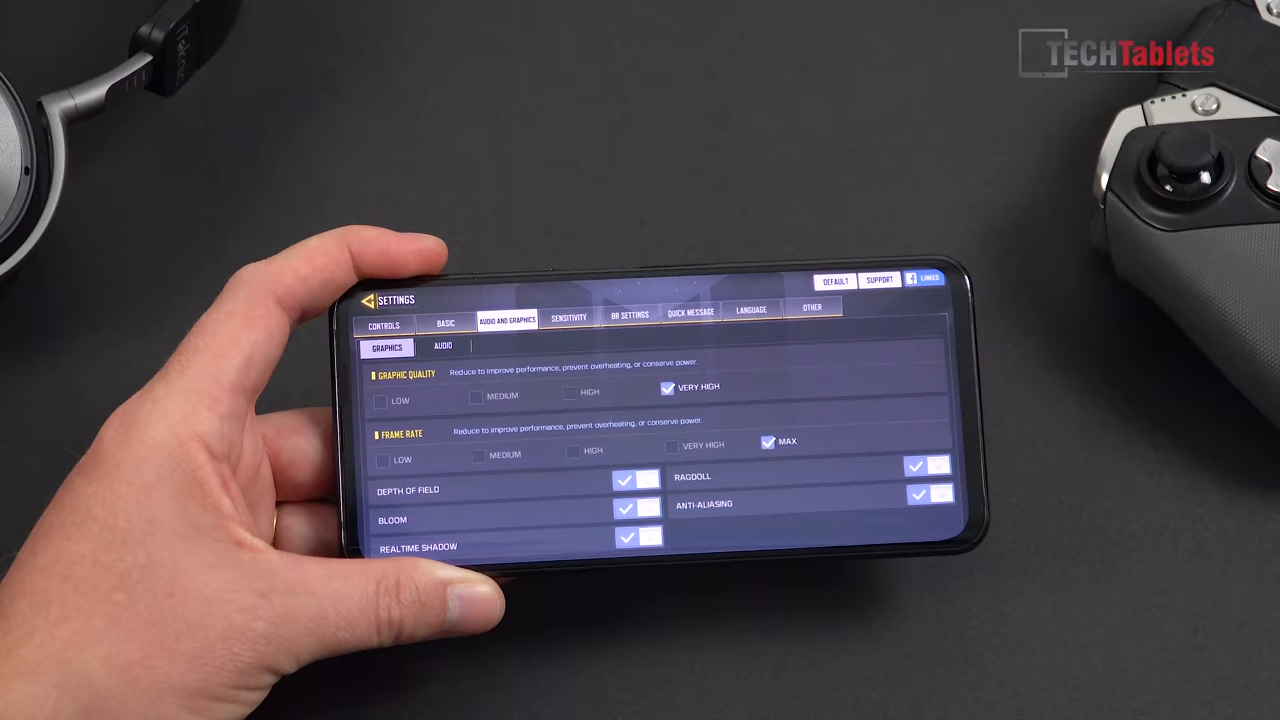 TECHTablets
SETTINGS
DEFAULT
SUPPORT
LINKED
CONTROLS
BASIC
AUDIO AND GRAPHICS
SENSITIVITY
BR SETTINGS
QUICK MESSAGE
LANGUAGE
OTHER
GRAPHICS
AUDIO
GRAPHIC QUALITY Reduce to improve performance, prevent overheating, or conserve power.
LOW MEDIUM HIGH VERY HIGH
FRAME RATE Reduce to improve performance, prevent overheating, or conserve power.
LOW MEDIUM HIGH VERY HIGH MAX
DEPTH OF FIELD
RAGDOLL
BLOOM
ANTI-ALIASING
REALTIME SHADOW